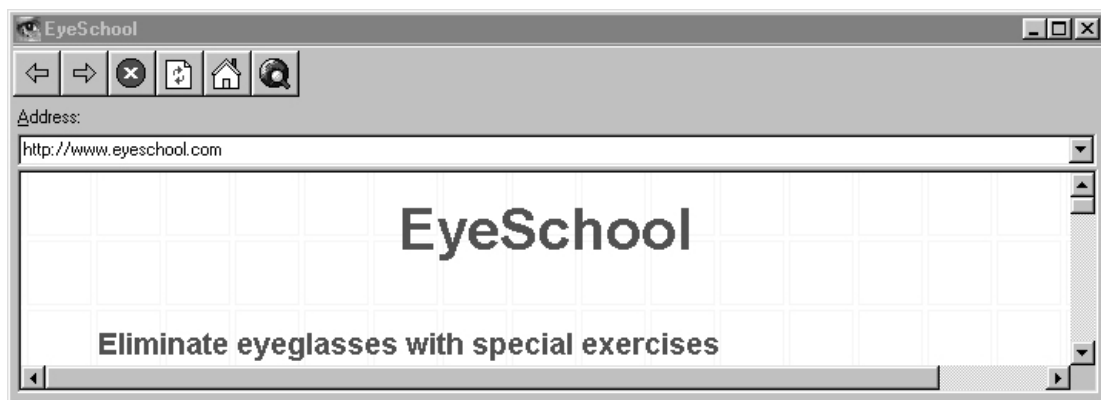 EyeSchool
Address:
http://www.eyeschool.com
EyeSchool
Eliminate eyeglasses with special exercises